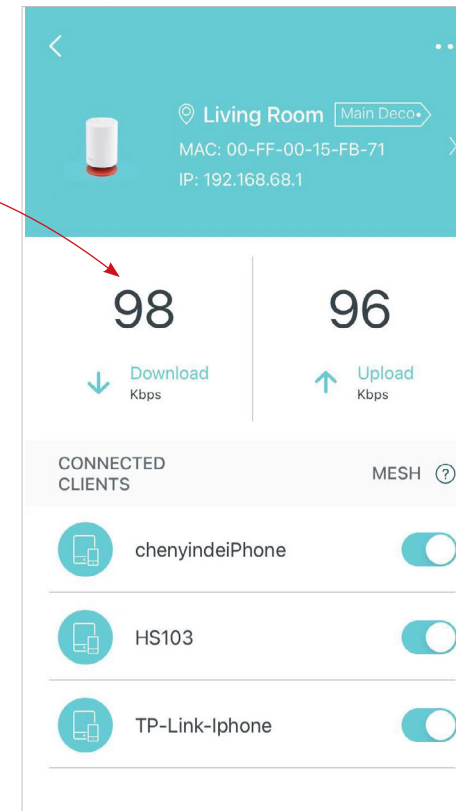 Living Room Main Deco
MAC: 00-FF-00-15-FB-71
IP: 192.168.68.1
98 96
Download Upload
Kbps Kbps
CONNECTED
CLIENTS
MESH ?
chenyindeiPhone
HS103
TP-Link-Iphone